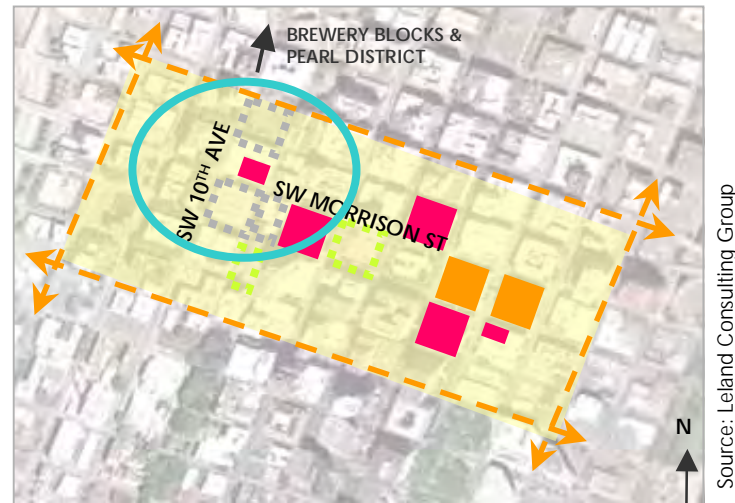 BREWERY BLOCKS &
PEARL DISTRICT
SW 10TH AVE
SW MORRISON ST
N
Source: Leland Consulting Group